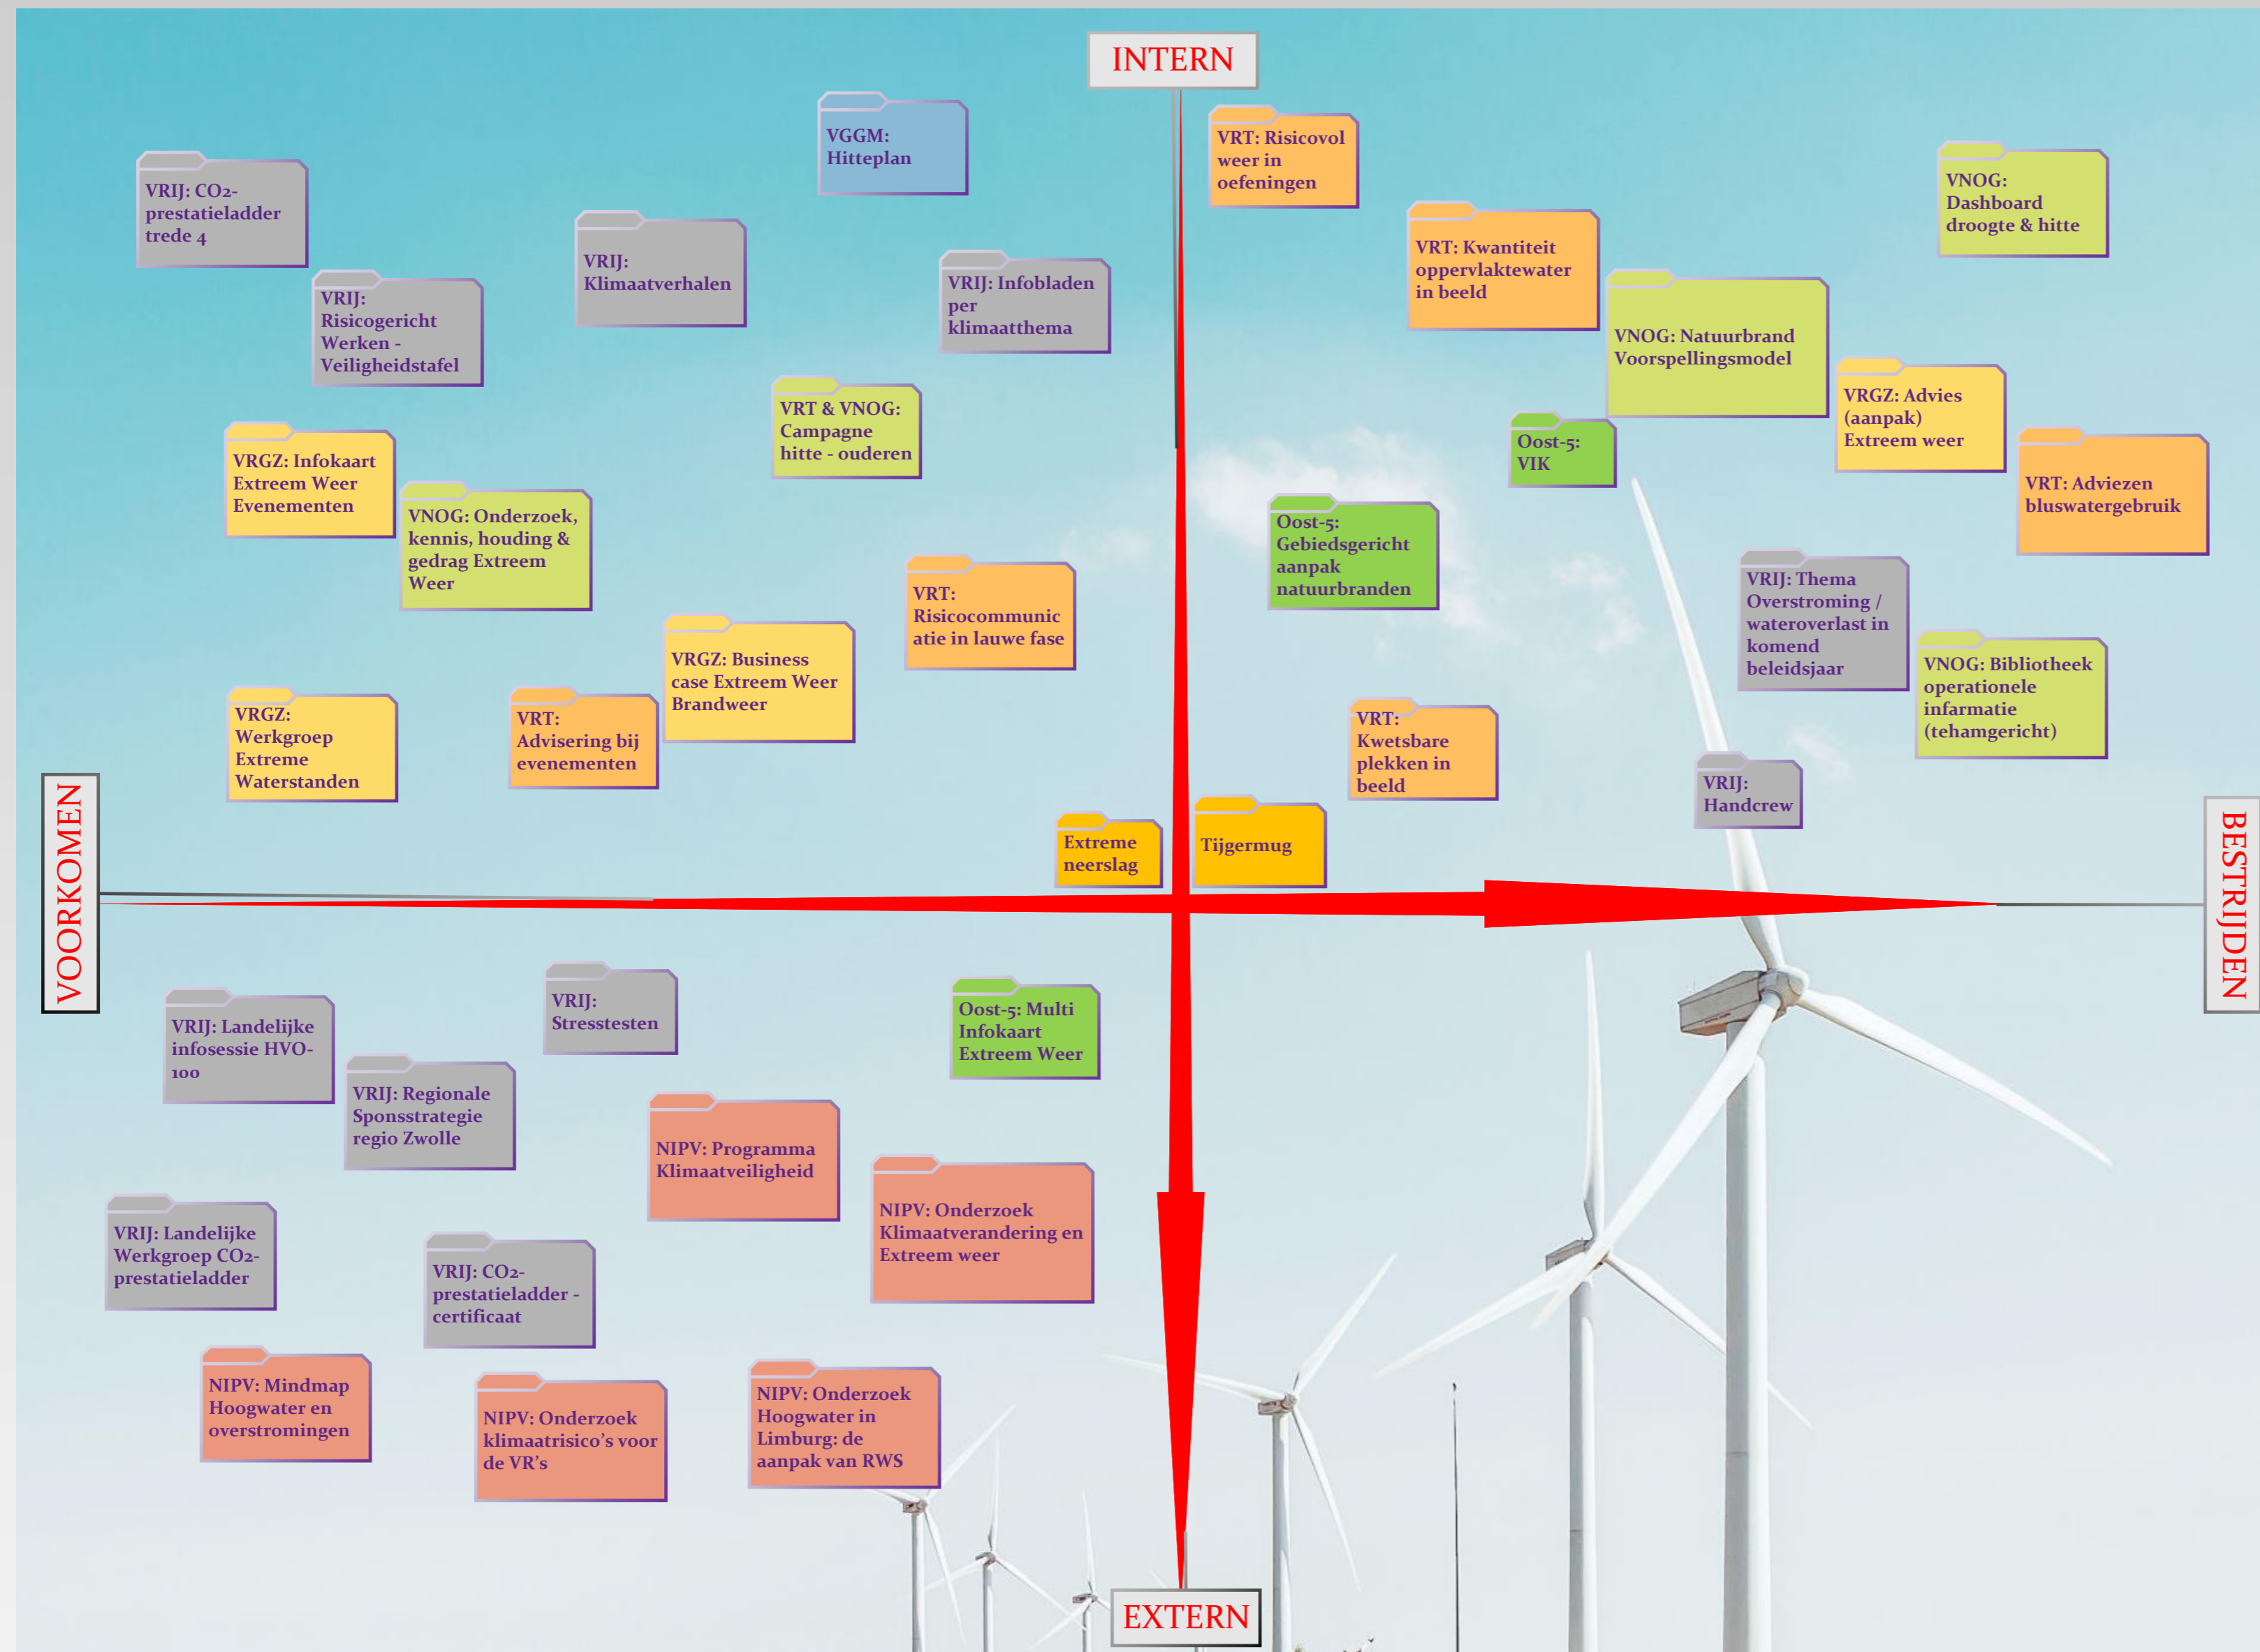 INTERN
VGGM:
Hitteplan
VRT: Risicovol
weer in
oefeningen
VRIJ: CO2-
prestatieladder
trede 4
VNOG:
Dashboard
droogte & hitte
VRIJ:
Klimaatverhalen
VRT: Kwantiteit
oppervlaktewater
in beeld
VRIJ: Infobladen
per
klimaatthema
VRIJ:
Risicogericht
Werken -
Veiligheidstafel
VNOG: Natuurbrand
Voorspellingsmodel
VRGZ: Advies
(aanpak)
Extreem weer
VRT & VNOG:
Campagne
hitte - ouderen
Oost-5:
VIK
VRGZ: Infokaart
Extreem Weer
Evenementen
VRT: Adviezen
bluswatergebruik
VNOG: Onderzoek,
kennis, houding &
gedrag Extreem
Weer
Oost-5:
Gebiedsgericht
aanpak
natuurbranden
VRT:
Risicocommunic
atie in lauwe fase
VRIJ: Thema
Overstroming /
wateroverlast in
komend
beleidsjaar
VRGZ: Business
case Extreem Weer
Brandweer
VNOG: Bibliotheek
operationele
infarmatie
(tehamgericht)
VRGZ:
Werkgroep
Extreme
Waterstanden
VRT:
Advisering bij
evenementen
VRT:
Kwetsbare
plekken in
beeld
VRIJ:
Handcrew
Extreme
neerslag
Tijgermug
VOORKOMEN
BESTRIJDEN
VRIJ:
Stresstesten
Oost-5: Multi
Infokaart
Extreem Weer
VRIJ: Landelijke
infosessie HVO-
100
VRIJ: Regionale
Sponsstrategie
regio Zwolle
NIPV: Programma
Klimaatveiligheid
NIPV: Onderzoek
Klimaatverandering en
Extreem weer
VRIJ: Landelijke
Werkgroep CO2-
prestatieladder
VRIJ: CO2-
prestatieladder -
certificaat
NIPV: Mindmap
Hoogwater en
overstromingen
NIPV: Onderzoek
klimaatrisico's voor
de VR's
NIPV: Onderzoek
Hoogwater in
Limburg: de
aanpak van RWS
EXTERN